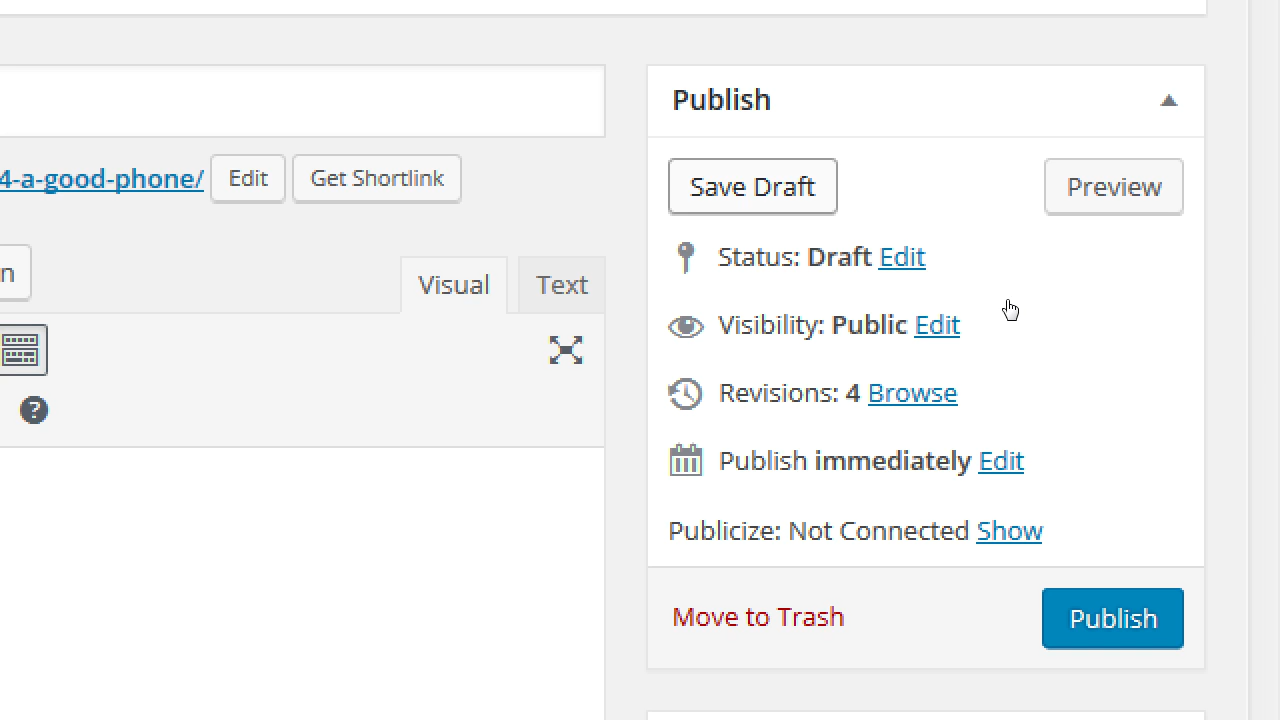 Publish
4-a-good-phone/ Edit Get Shortlink
Save Draft Preview
n Visual Text
Status: Draft Edit
Visibility: Public Edit
?
Revisions: 4 Browse
Publish immediately Edit
Publicize: Not Connected Show
Move to Trash Publish